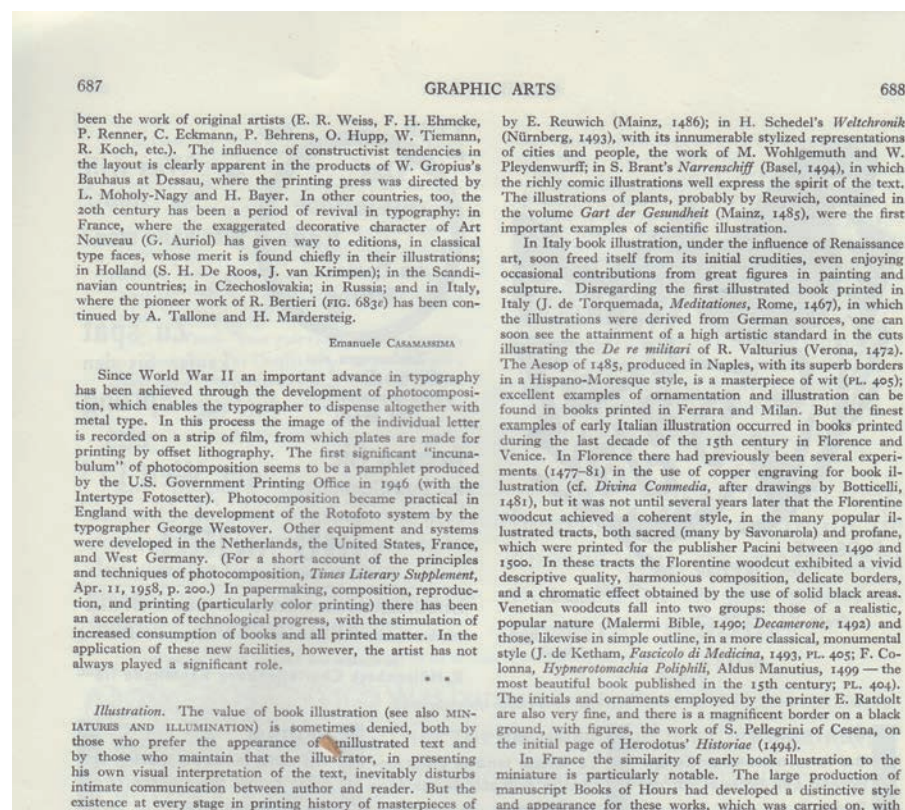 687
GRAPHIC ARTS
688
been the work of original artists (E. R. Weiss, F. H. Ehmcke,
P. Renner, C. Eckmann, P. Behrens, O. Hupp, W. Tiemann,
R. Koch, etc.). The influence of constructivist tendencies in
the layout is clearly apparent in the products of W. Gropius's
Bauhaus at Dessau, where the printing press was directed by
L. Moholy-Nagy and H. Bayer. In other countries, too, the
20th century has been a period of revival in typography: in
France, where the exaggerated decorative character of Art
Nouveau (G. Auriol) has given way to editions, in classical
type faces, whose merit is found chiefly in their illustrations;
in Holland (S. H. De Roos, J. van Krimpen); in the Scandi-
navian countries; in Czechoslovakia; in Russia; and in Italy,
where the pioneer work of R. Bertieri (FIG. 683e) has been con-
tinued by A. Tallone and H. Mardersteig.
Emanuele CASAMASSIMA
Since World War II an important advance in typography
has been achieved through the development of photocomposi-
tion, which enables the typographer to dispense altogether with
metal type. In this process the image of the individual letter
is recorded on a strip of film, from which plates are made for
printing by offset lithography. The first significant "incuna-
bulum" of photocomposition seems to be a pamphlet produced
by the U.S. Government Printing Office in 1946 (with the
Intertype Fotosetter). Photocomposition became practical in
England with the development of the Rotofoto system by the
typographer George Westover. Other equipment and systems
were developed in the Netherlands, the United States, France,
and West Germany. (For a short account of the principles
and techniques of photocomposition, Times Literary Supplement,
Apr. 11, 1958, p. 200.) In papermaking, composition, reproduc-
tion, and printing (particularly color printing) there has been
an acceleration of technological progress, with the stimulation of
increased consumption of books and all printed matter. In the
application of these new facilities, however, the artist has not
always played a significant role.
* *
Illustration. The value of book illustration (see also MIN-
IATURES AND ILLUMINATION) is sometimes denied, both by
those who prefer the appearance of unillustrated text and
by those who maintain that the illustrator, in presenting
his own visual interpretation of the text, inevitably disturbs
intimate communication between author and reader. But the
existence at every stage in printing history of masterpieces of
by E. Reuwich (Mainz, 1486); in H. Schedel's Weltchronik
(Nürnberg, 1493), with its innumerable stylized representations
of cities and people, the work of M. Wohlgemuth and W.
Pleydenwurff; in S. Brant's Narrenschiff (Basel, 1494), in which
the richly comic illustrations well express the spirit of the text.
The illustrations of plants, probably by Reuwich, contained in
the volume Gart der Gesundheit (Mainz, 1485), were the first
important examples of scientific illustration.
In Italy book illustration, under the influence of Renaissance
art, soon freed itself from its initial crudities, even enjoying
occasional contributions from great figures in painting and
sculpture. Disregarding the first illustrated book printed in
Italy (J. de Torquemada, Meditationes, Rome, 1467), in which
the illustrations were derived from German sources, one can
soon see the attainment of a high artistic standard in the cuts
illustrating the De re militari of R. Valturius (Verona, 1472).
The Aesop of 1485, produced in Naples, with its superb borders
in a Hispano-Moresque style, is a masterpiece of wit (PL. 405);
excellent examples of ornamentation and illustration can be
found in books printed in Ferrara and Milan. But the finest
examples of early Italian illustration occurred in books printed
during the last decade of the 15th century in Florence and
Venice. In Florence there had previously been several experi-
ments (1477–81) in the use of copper engraving for book il-
lustration (cf. Divina Commedia, after drawings by Botticelli,
1481), but it was not until several years later that the Florentine
woodcut achieved a coherent style, in the many popular il-
lustrated tracts, both sacred (many by Savonarola) and profane,
which were printed for the publisher Pacini between 1490 and
1500. In these tracts the Florentine woodcut exhibited a vivid
descriptive quality, harmonious composition, delicate borders,
and a chromatic effect obtained by the use of solid black areas.
Venetian woodcuts fall into two groups: those of a realistic,
popular nature (Malermi Bible, 1490; Decamerone, 1492) and
those, likewise in simple outline, in a more classical, monumental
style (J. de Ketham, Fascicolo di Medicina, 1493, PL. 405; F. Co-
lonna, Hypnerotomachia Poliphili, Aldus Manutius, 1499 — the
most beautiful book published in the 15th century; PL. 404).
The initials and ornaments employed by the printer E. Ratdolt
are also very fine, and there is a magnificent border on a black
ground, with figures, the work of S. Pellegrini of Cesena, on
the initial page of Herodotus' Historiae (1494).
In France the similarity of early book illustration to the
miniature is particularly notable. The large production of
manuscript Books of Hours had developed a distinctive style
and appearance for these works, which was carried on, with